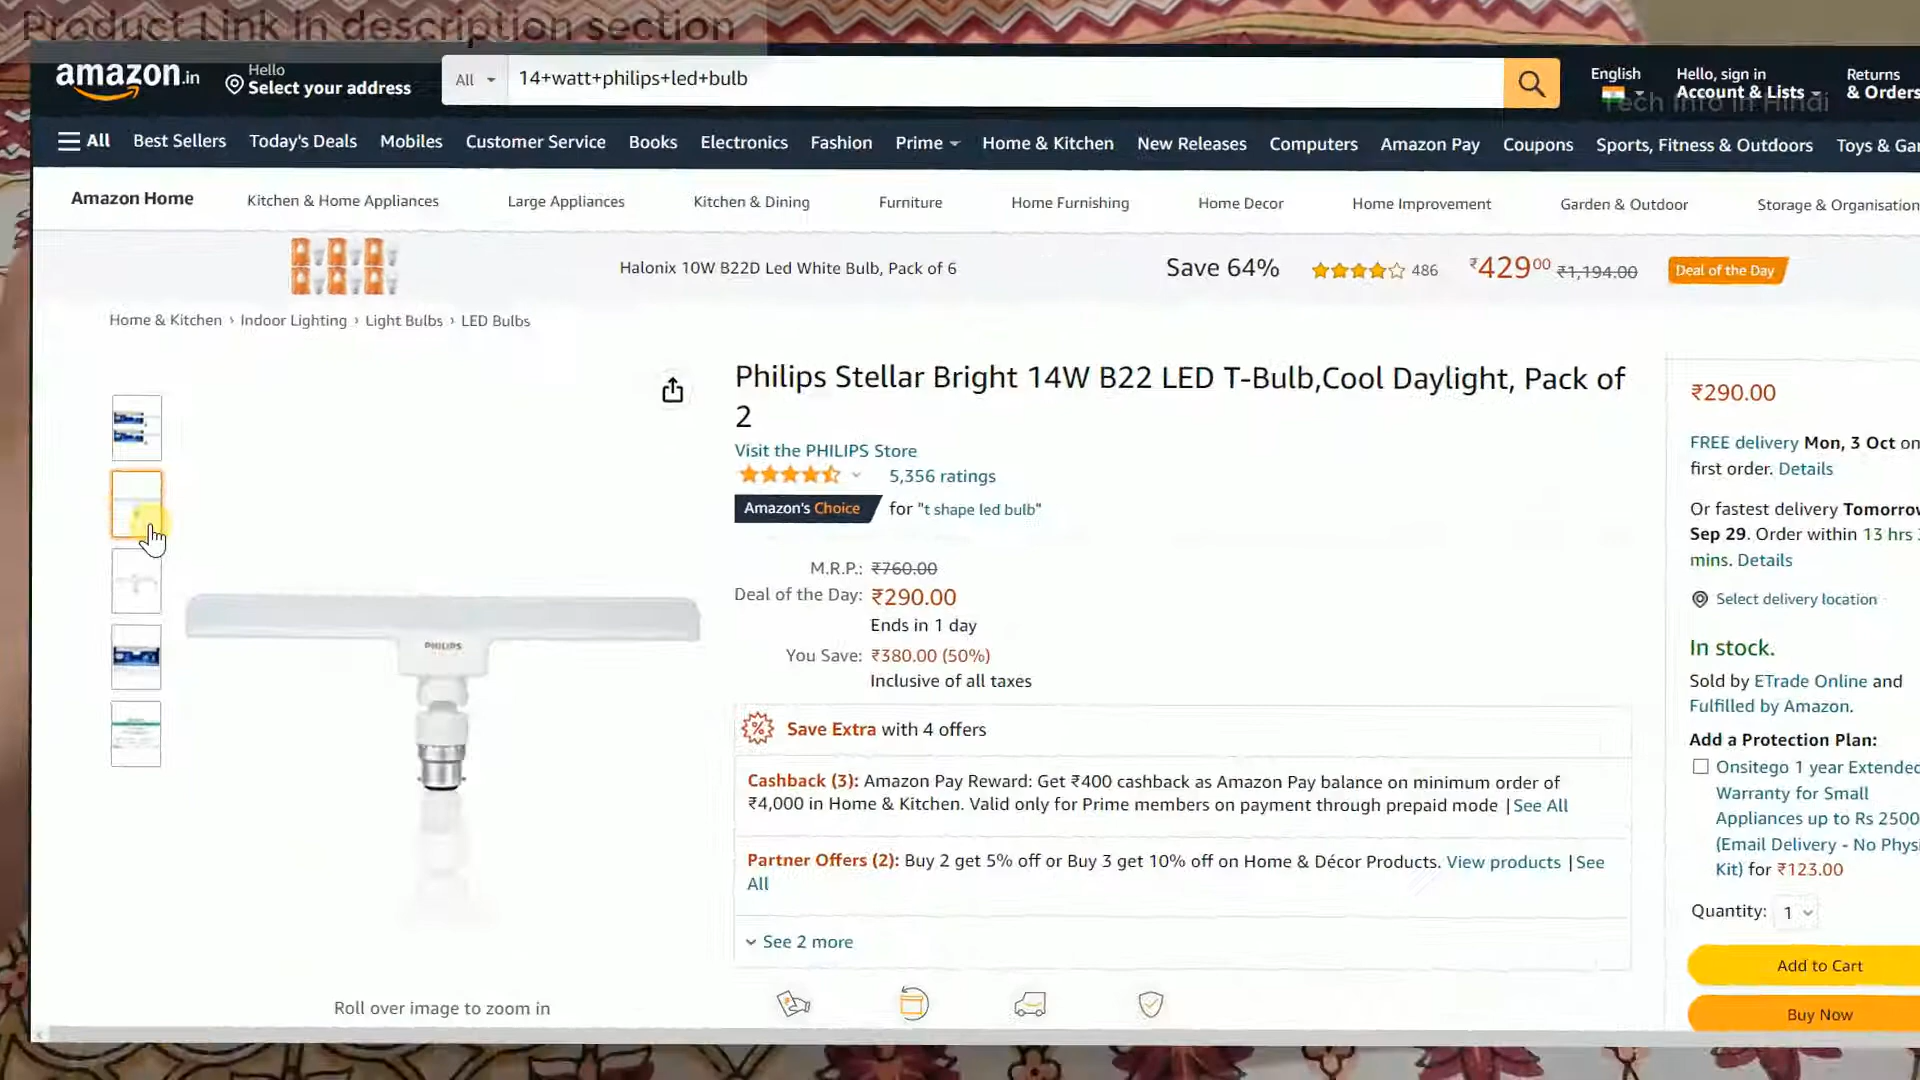 Product Link in description section
amazon.in
Hello
Select your address
All
14+watt+philips+led+bulb
English
Hello, sign in
Account & Lists
Returns
& Orders
Tech Info in Hindi
All
Best Sellers
Today's Deals
Mobiles
Customer Service
Books
Electronics
Fashion
Prime
Home & Kitchen
New Releases
Computers
Amazon Pay
Coupons
Sports, Fitness & Outdoors
Toys &
Amazon Home
Kitchen & Home Appliances
Large Appliances
Kitchen & Dining
Furniture
Home Furnishing
Home Decor
Home Improvement
Garden & Outdoor
Storage & Organisation
Halonix 10W B22D Led White Bulb, Pack of 6
Save 64%
486
₹42900
₹1,194.00
Deal of the Day
Home & Kitchen › Indoor Lighting › Light Bulbs › LED Bulbs
Philips Stellar Bright 14W B22 LED T-Bulb,Cool Daylight, Pack of
2
Visit the PHILIPS Store
5,356 ratings
Amazon's Choice for "t shape led bulb"
M.R.P.: ₹760.00
Deal of the Day: ₹290.00
Ends in 1 day
You Save: ₹380.00 (50%)
Inclusive of all taxes
PHILIPS
Save Extra with 4 offers
Cashback (3): Amazon Pay Reward: Get ₹400 cashback as Amazon Pay balance on minimum order of
₹4,000 in Home & Kitchen. Valid only for Prime members on payment through prepaid mode | See All
Partner Offers (2): Buy 2 get 5% off or Buy 3 get 10% off on Home & Décor Products. View products | See
All
See 2 more
Roll over image to zoom in
₹290.00
FREE delivery Mon, 3 Oct on
first order. Details
Or fastest delivery Tomorrow
Sep 29. Order within 13 hrs
mins. Details
Select delivery location
In stock.
Sold by ETrade Online and
Fulfilled by Amazon.
Add a Protection Plan:
Onsitego 1 year Extended
Warranty for Small
Appliances up to Rs 2500
(Email Delivery - No
Kit) for ₹123.00
Quantity: 1
Add to Cart
Buy Now